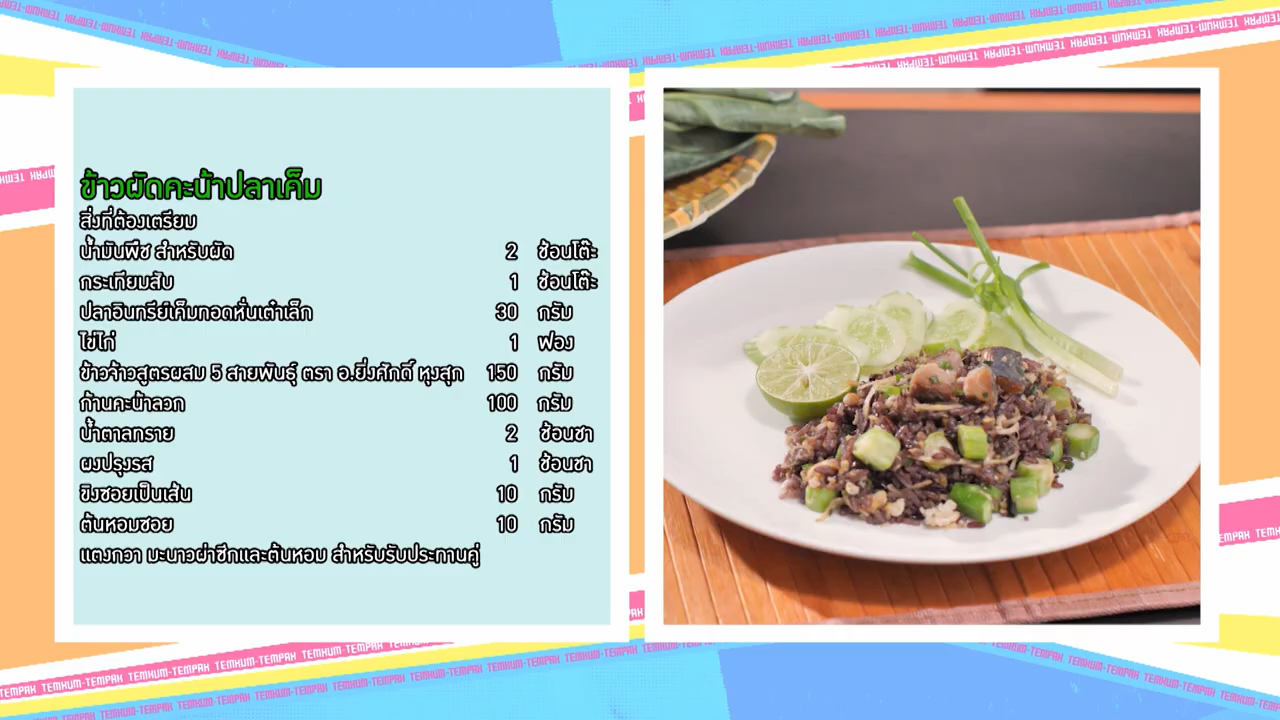 ข้าวผัดคะน้าปลาเค็ม
สิ่งที่ต้องเตรียม
น้ำมันพืช สำหรับผัด 2 ช้อนโต๊ะ
กระเทียมสับ 1 ช้อนโต๊ะ
ปลาอินทรีย์เค็มทอดหั่นเต๋าเล็ก 30 กรัม
ไข่ไก่ 1 ฟอง
ข้าวจ้าวสูตรผสม 5 สายพันธุ์ ตรา อ.ยิ่งศักดิ์ หุงสุก 150 กรัม
ก้านคะน้าลวก 100 กรัม
น้ำตาลทราย 2 ช้อนชา
ผงปรุงรส 1 ช้อนชา
ขิงซอยเป็นเส้น 10 กรัม
ต้นหอมซอย 10 กรัม
แตงกวา มะนาวผ่าซีกและต้นหอม สำหรับรับประทานคู่
TEMHUM-TEMPAK TEMHUM-TEMPAK TEMHUM-TEMPAK